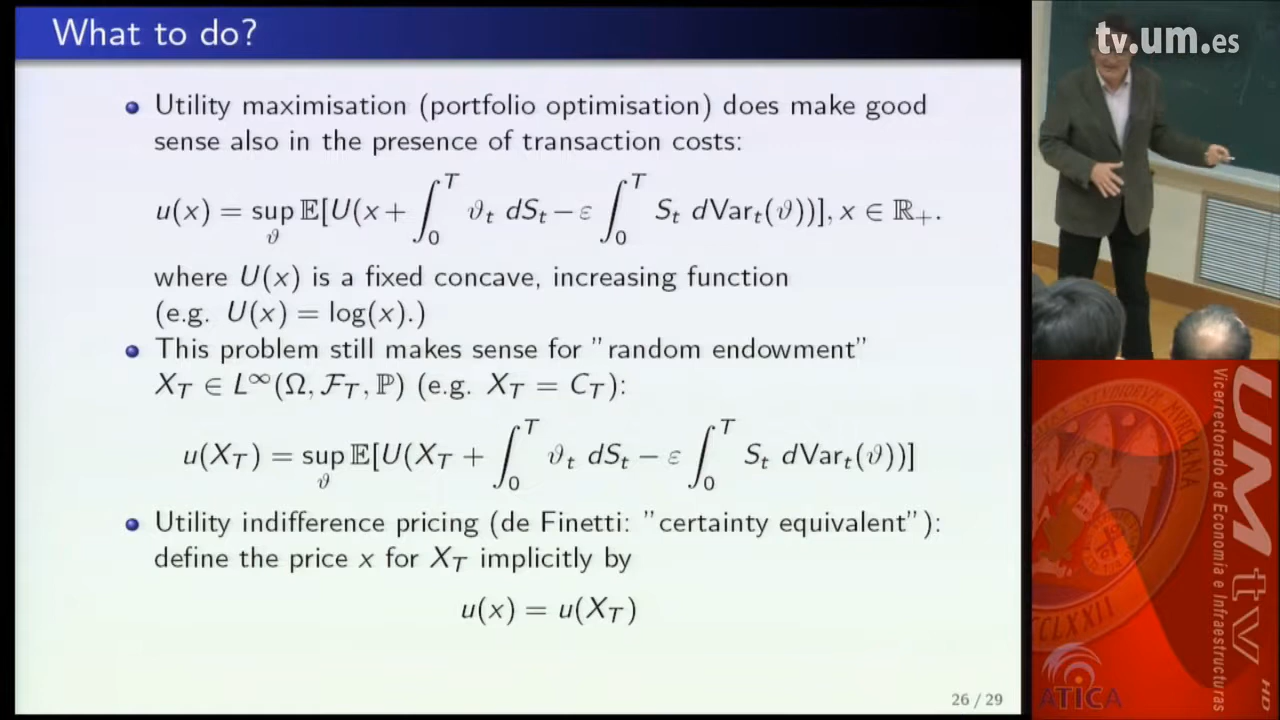 What to do?
tv.um.es
Utility maximisation (portfolio optimisation) does make good
sense also in the presence of transaction costs:
u(x) = sup_ϑ 𝔼[U(x + ∫_0^T ϑ_t dS_t − ε ∫_0^T S_t dVar_t(ϑ))], x ∈ ℝ_+.
where U(x) is a fixed concave, increasing function
(e.g. U(x) = log(x).)
This problem still makes sense for "random endowment"
X_T ∈ L^∞(Ω, ℱ_T, ℙ) (e.g. X_T = C_T):
u(X_T) = sup_ϑ 𝔼[U(X_T + ∫_0^T ϑ_t dS_t − ε ∫_0^T S_t dVar_t(ϑ))]
Utility indifference pricing (de Finetti: "certainty equivalent"):
define the price x for X_T implicitly by
u(x) = u(X_T)
26 / 29
Vicerrectorado de Economía e Infraestructuras
UMtv
HD
ATICA